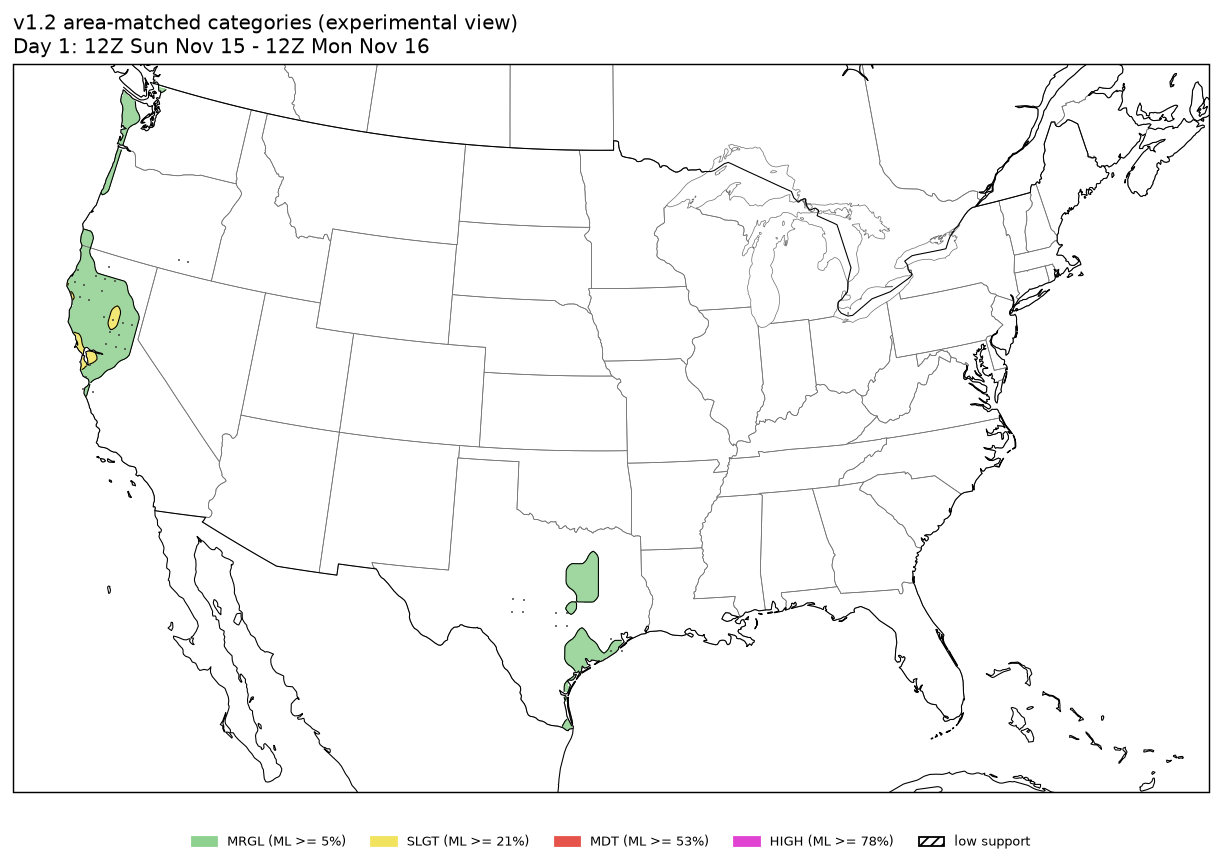 v1.2 area-matched categories (experimental view)
Day 1: 12Z Sun Nov 15 - 12Z Mon Nov 16
MRGL (ML >= 5%) SLGT (ML >= 21%) MDT (ML >= 53%) HIGH (ML >= 78%) low support